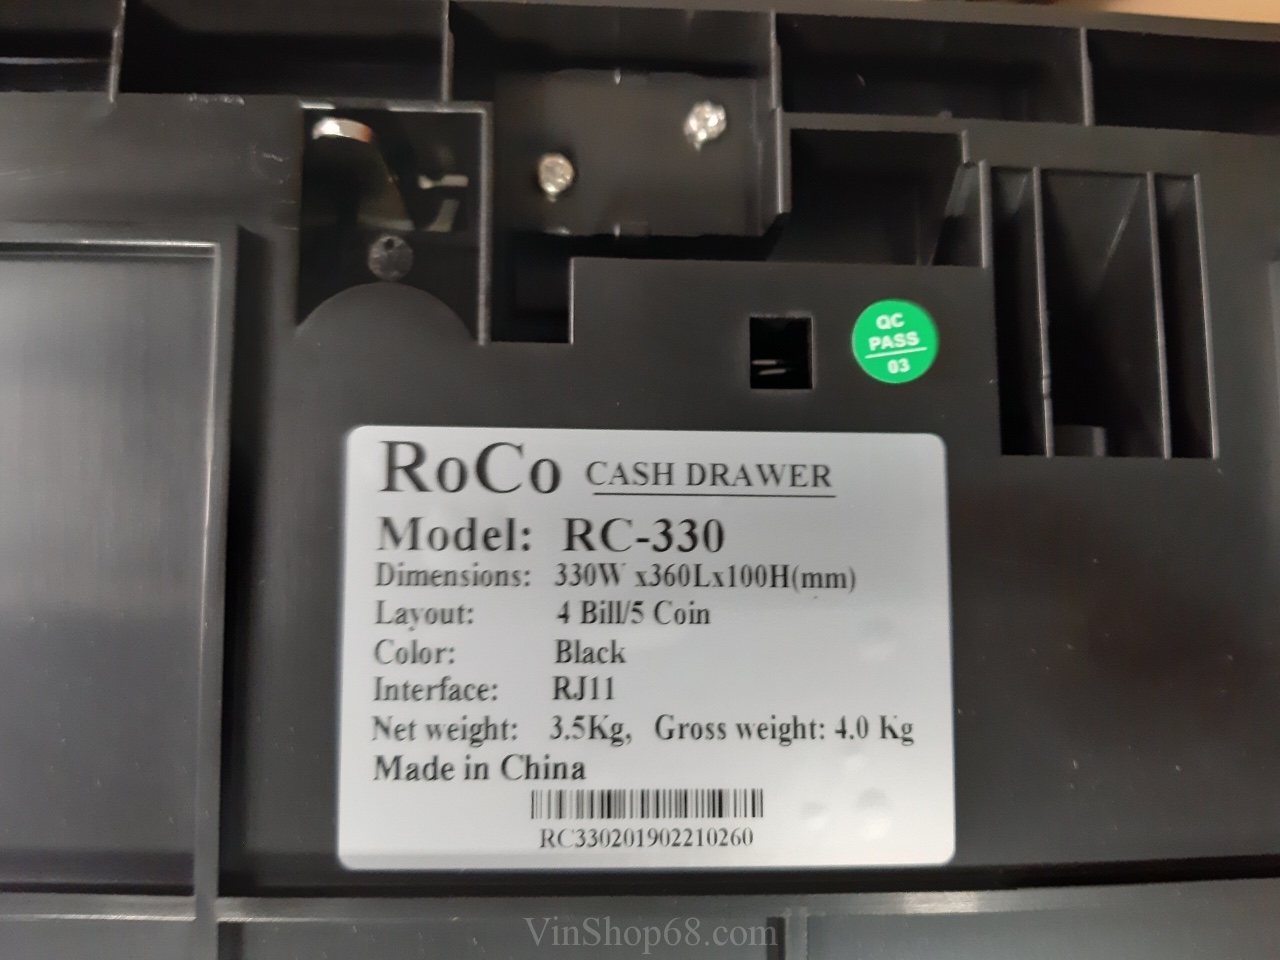 QC
PASS
03
RoCo CASH DRAWER
Model: RC-330
Dimensions: 330W x360Lx100H(mm)
Layout: 4 Bill/5 Coin
Color: Black
Interface: RJ11
Net weight: 3.5Kg, Gross weight: 4.0 Kg
Made in China
RC330201902210260
VinShop68.com